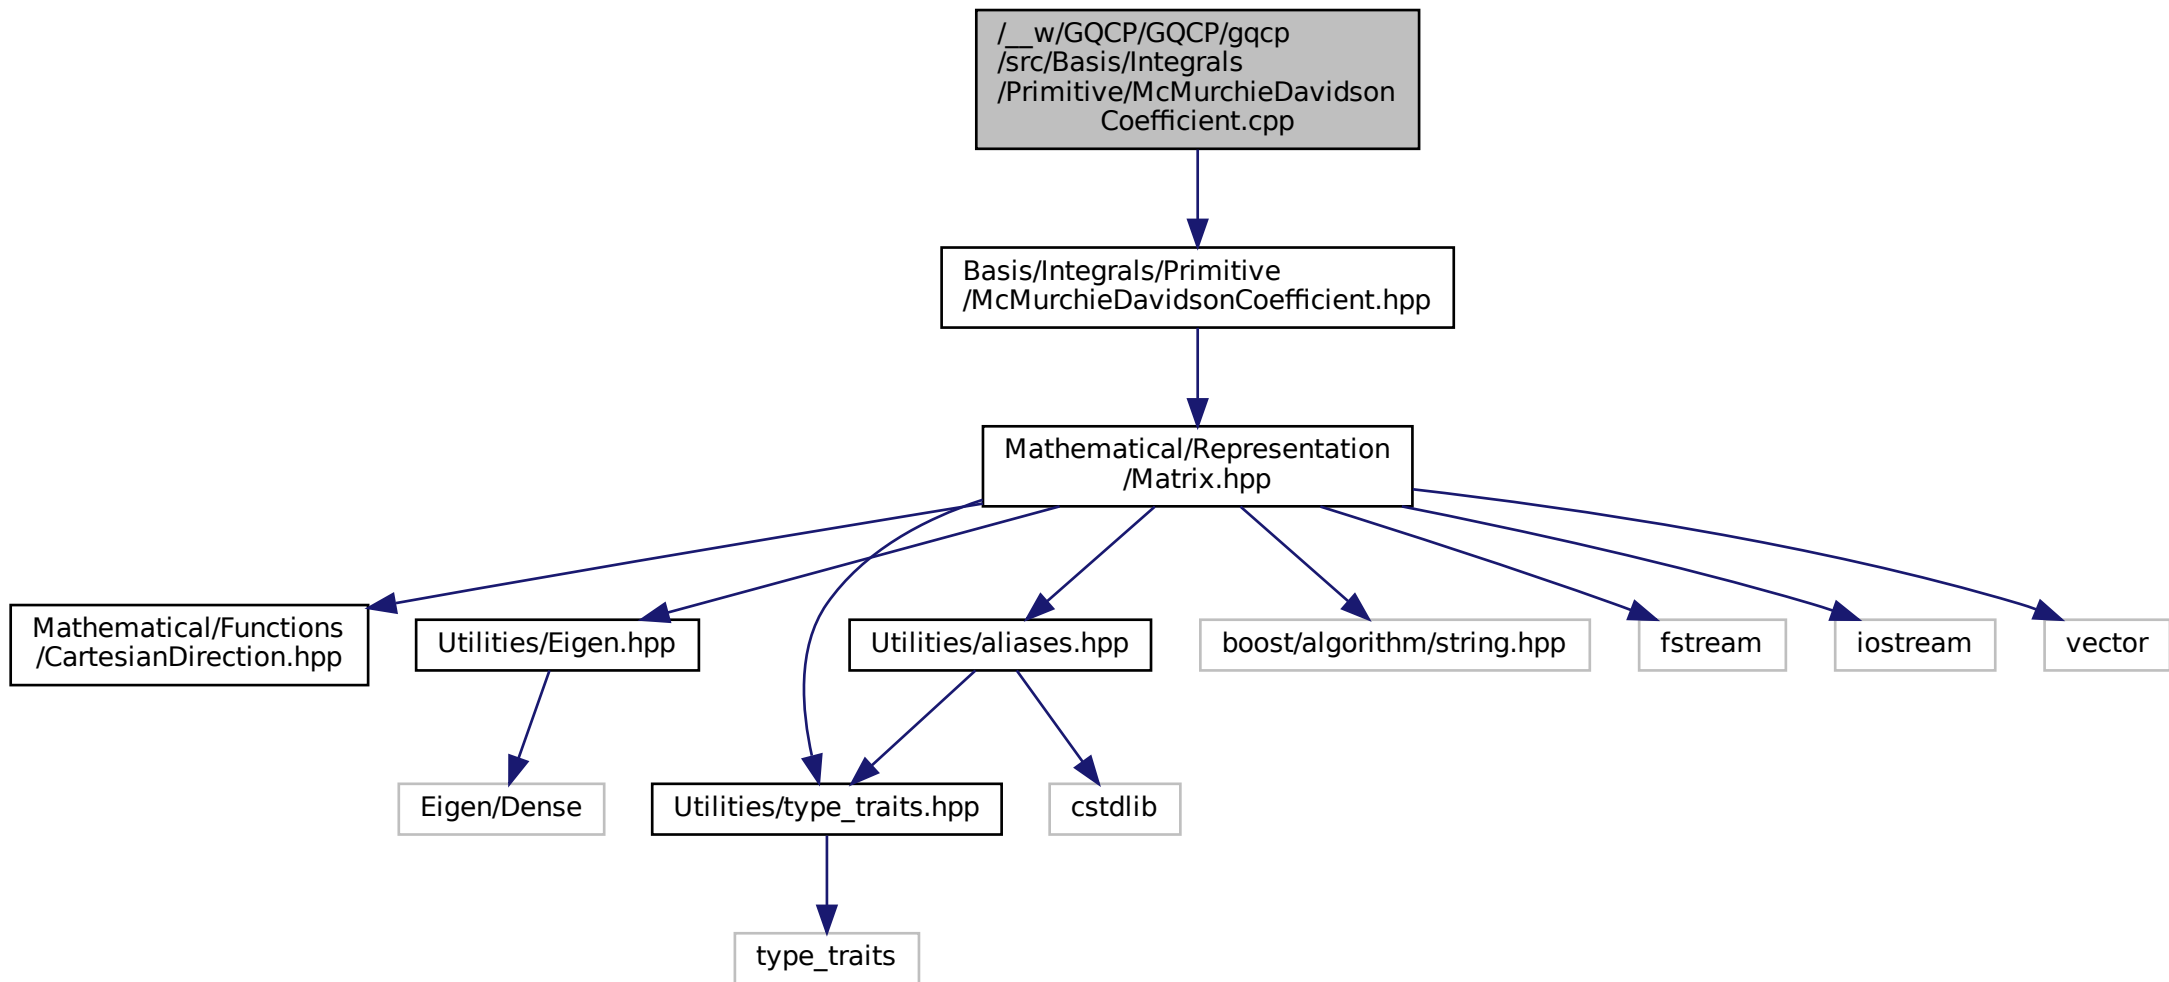 /__w/GQCP/GQCP/gqcp
/src/Basis/Integrals
/Primitive/McMurchieDavidson
Coefficient.cpp
Basis/Integrals/Primitive
/McMurchieDavidsonCoefficient.hpp
Mathematical/Representation
/Matrix.hpp
Mathematical/Functions
/CartesianDirection.hpp
Utilities/Eigen.hpp
Utilities/aliases.hpp
boost/algorithm/string.hpp
fstream
iostream
vector
Eigen/Dense
Utilities/type_traits.hpp
cstdlib
type_traits